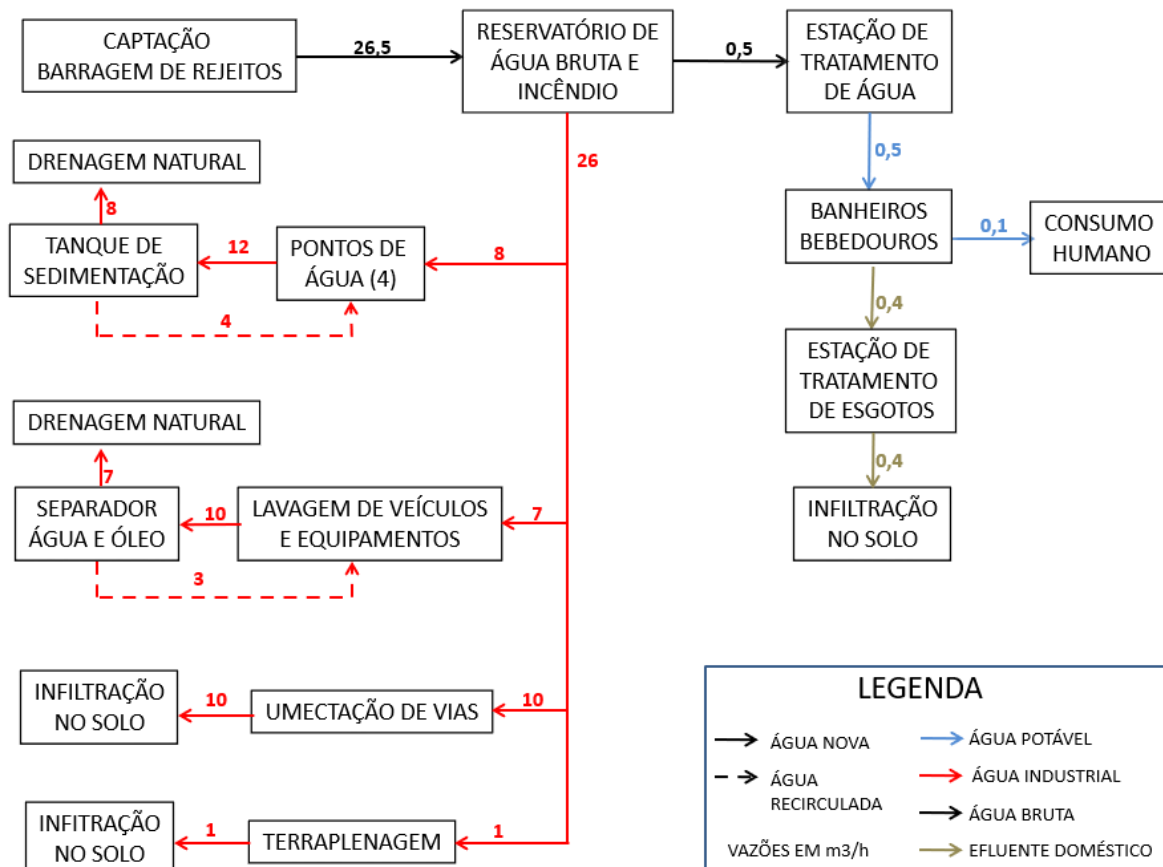 CAPTAÇÃO
BARRAGEM DE REJEITOS
26,5
RESERVATÓRIO DE
ÁGUA BRUTA E
INCÊNDIO
0,5
ESTAÇÃO DE
TRATAMENTO
DE ÁGUA
26
0,5
DRENAGEM NATURAL
8
TANQUE DE
SEDIMENTAÇÃO
12
PONTOS DE
ÁGUA (4)
8
4
BANHEIROS
BEBEDOUROS
0,1
CONSUMO
HUMANO
0,4
ESTAÇÃO DE
TRATAMENTO
DE ESGOTOS
0,4
INFILTRAÇÃO
NO SOLO
DRENAGEM NATURAL
7
SEPARADOR
ÁGUA E ÓLEO
10
LAVAGEM DE VEÍCULOS
E EQUIPAMENTOS
7
3
INFILTRAÇÃO
NO SOLO
10
UMECTAÇÃO DE VIAS
10
INFITRAÇÃO
NO SOLO
1
TERRAPLENAGEM
1
LEGENDA
ÁGUA NOVA
ÁGUA
RECIRCULADA
VAZÕES EM m3/h
ÁGUA POTÁVEL
ÁGUA INDUSTRIAL
ÁGUA BRUTA
EFLUENTE DOMÉSTICO